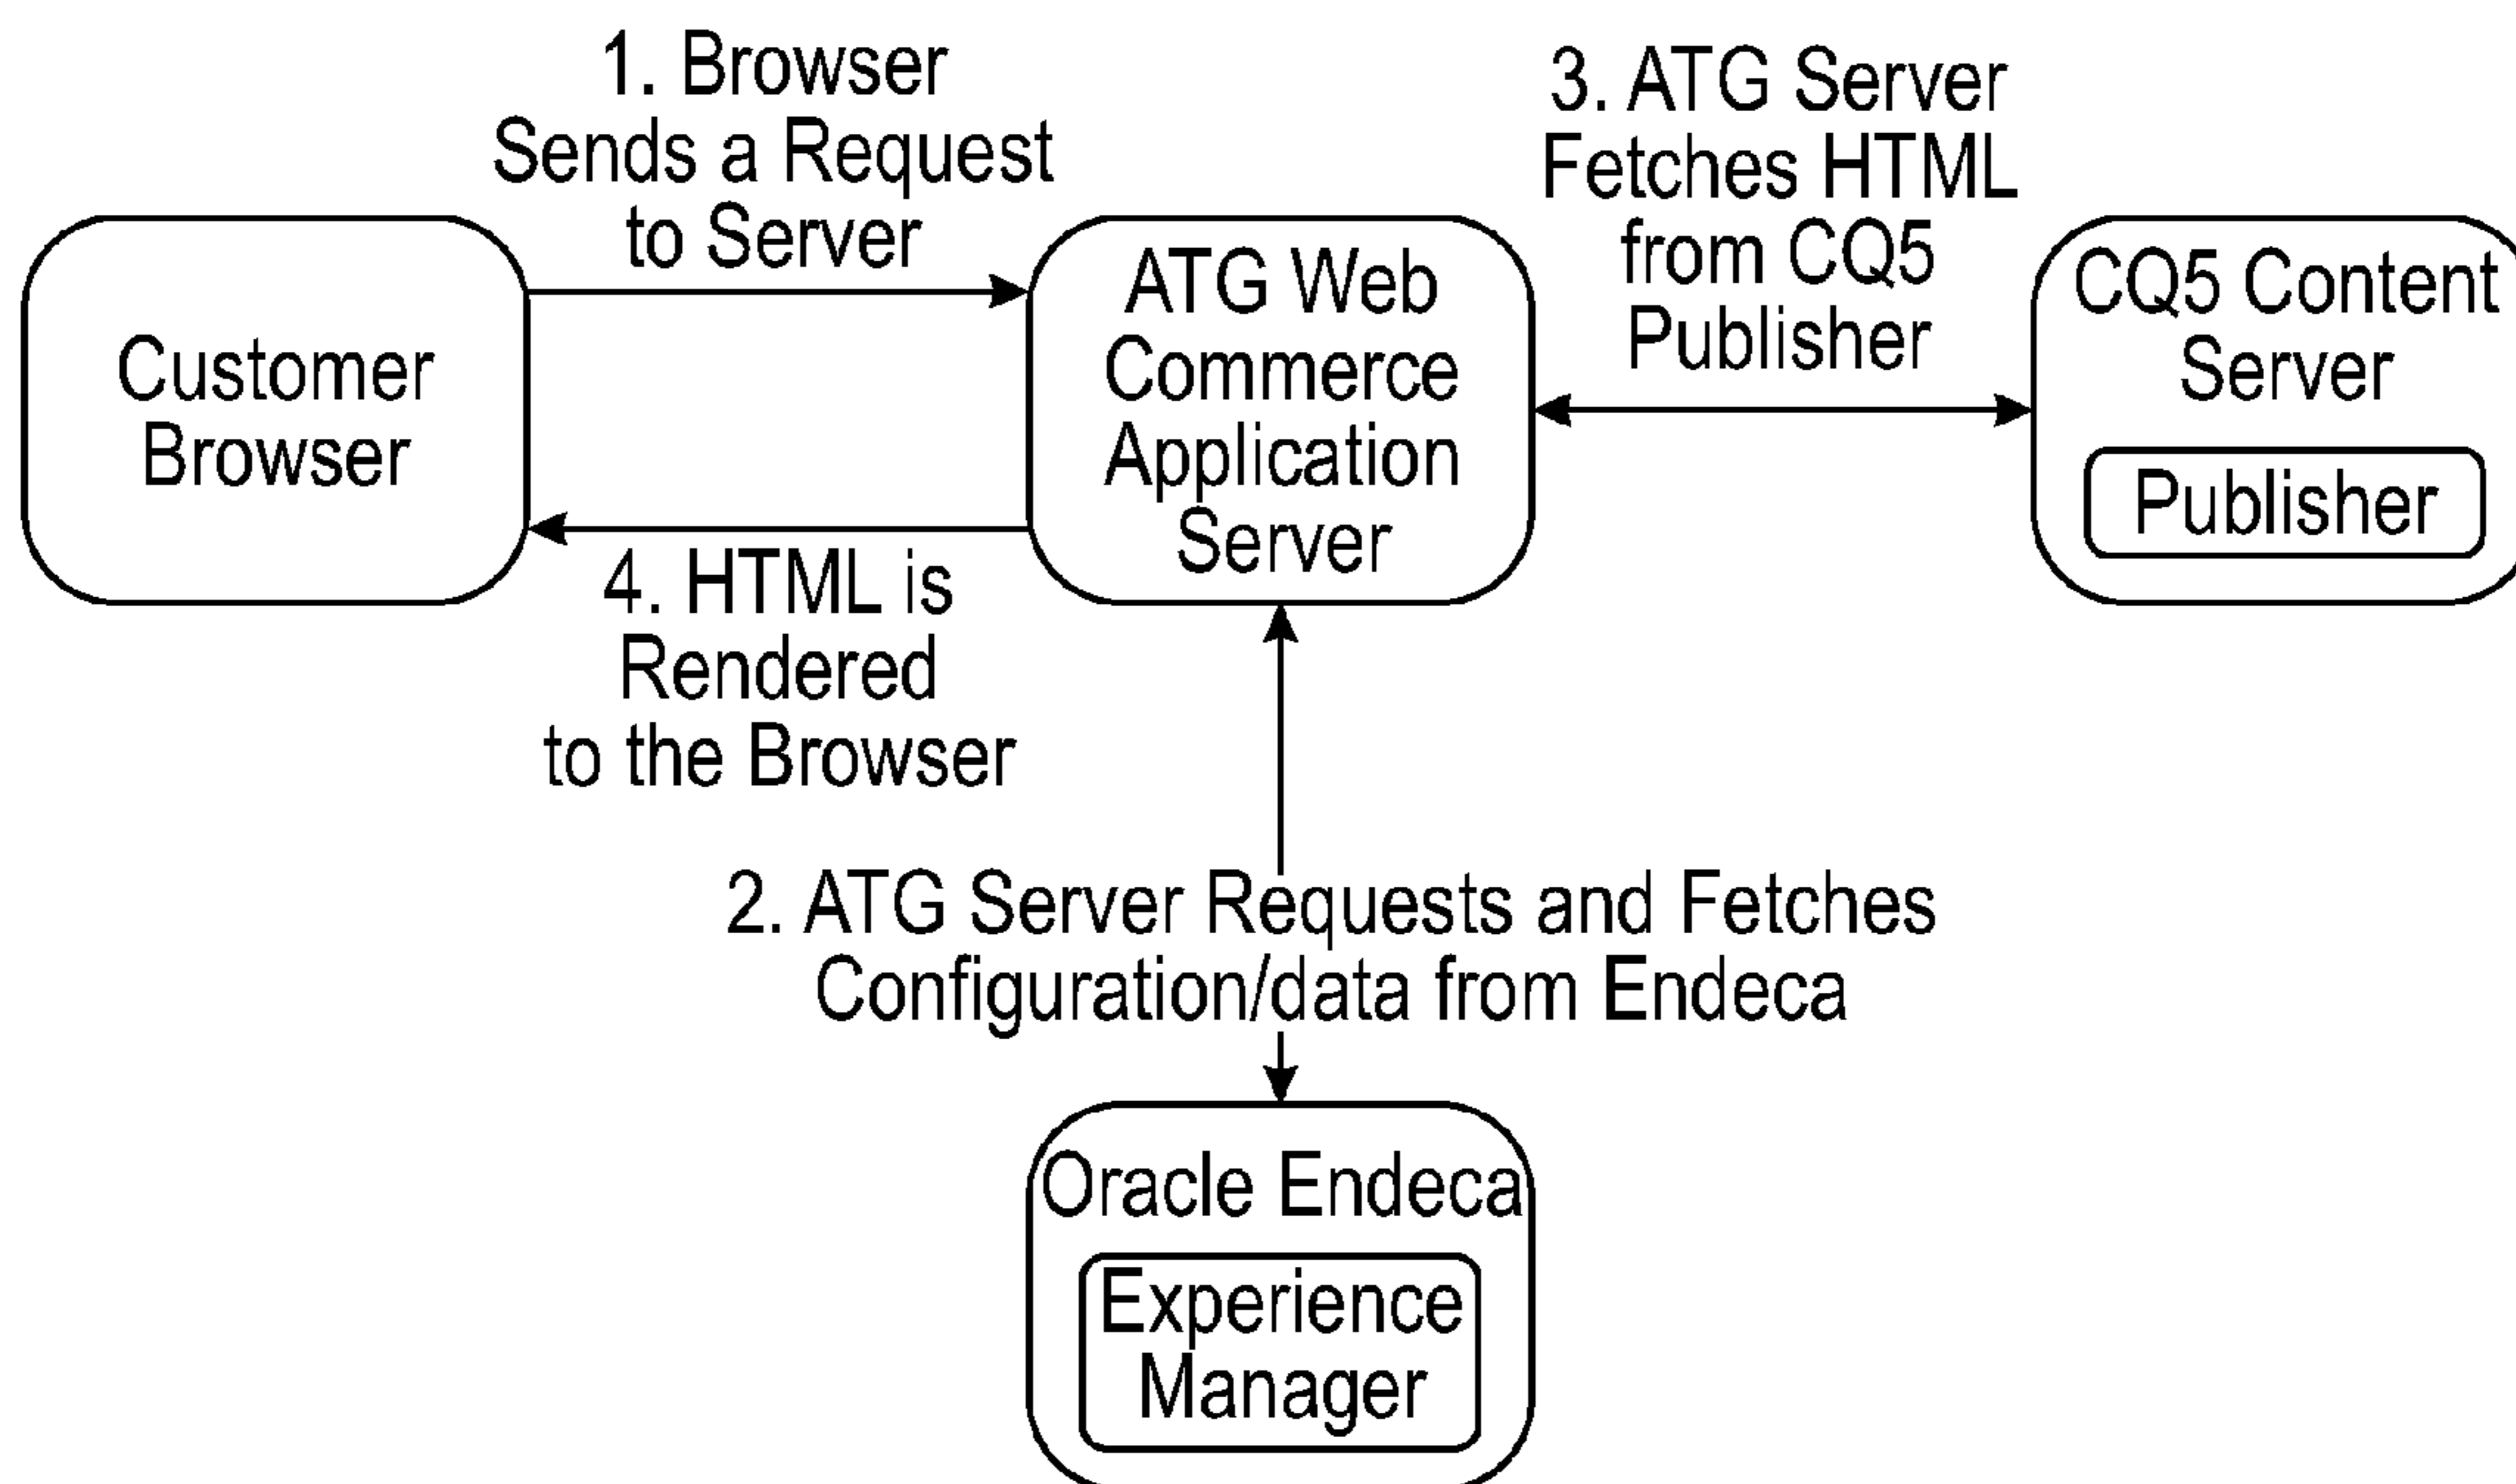 1. Browser
Sends a Request
to Server
3. ATG Server
Fetches HTML
from CQ5
Publisher
Customer
Browser
ATG Web
Commerce
Application
Server
CQ5 Content
Server
Publisher
4. HTML is
Rendered
to the Browser
2. ATG Server Requests and Fetches
Configuration/data from Endeca
Oracle Endeca
Experience
Manager